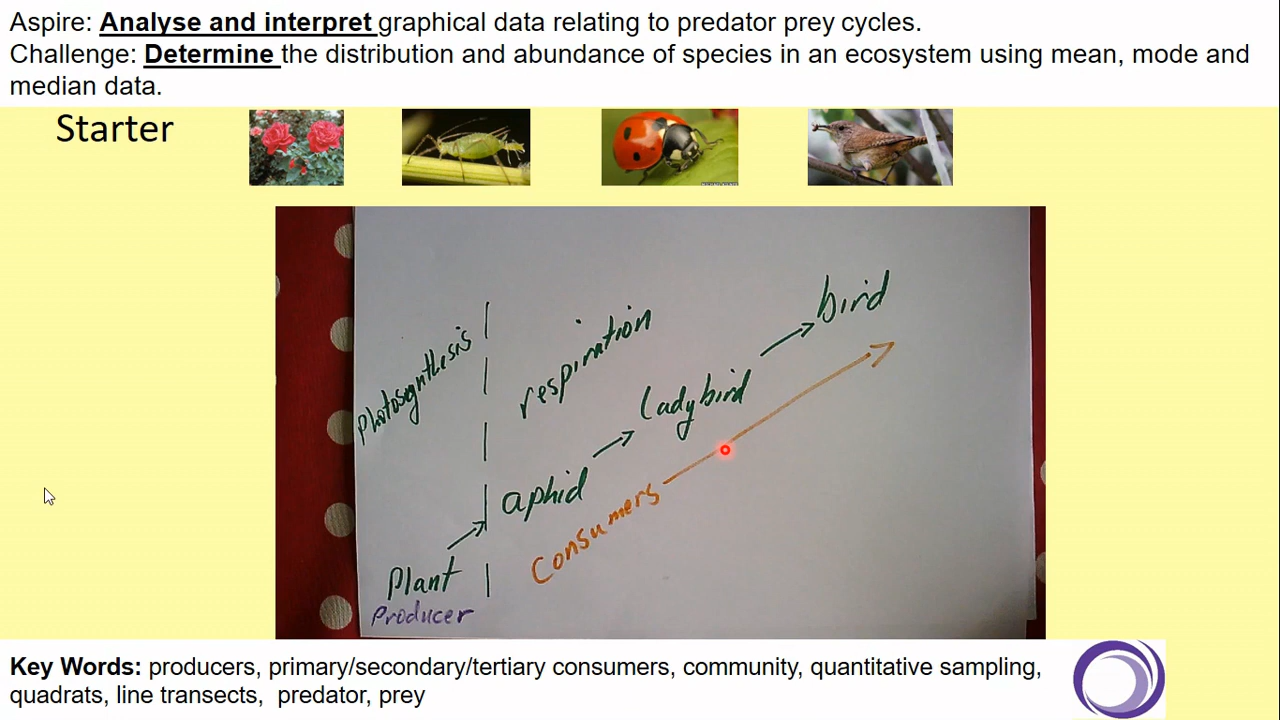 Aspire: Analyse and interpret graphical data relating to predator prey cycles.
Challenge: Determine the distribution and abundance of species in an ecosystem using mean, mode and
median data.
Starter
Photosynthesis
respiration
bird
Ladybird
aphid
Consumers
Plant
Producer
Key Words: producers, primary/secondary/tertiary consumers, community, quantitative sampling,
quadrats, line transects, predator, prey